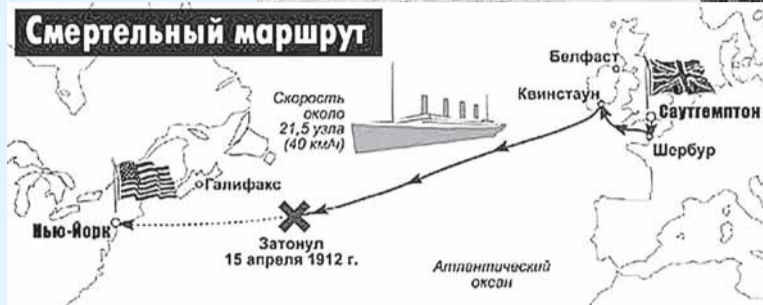 Смертельный маршрут
Белфаст
Квинстаун
Саутгемптон
Шербур
Скорость
около
21,5 узла
(40 км/ч)
Галифакс
Нью-Йорк
Затонул
15 апреля 1912 г.
Атлантический
океан